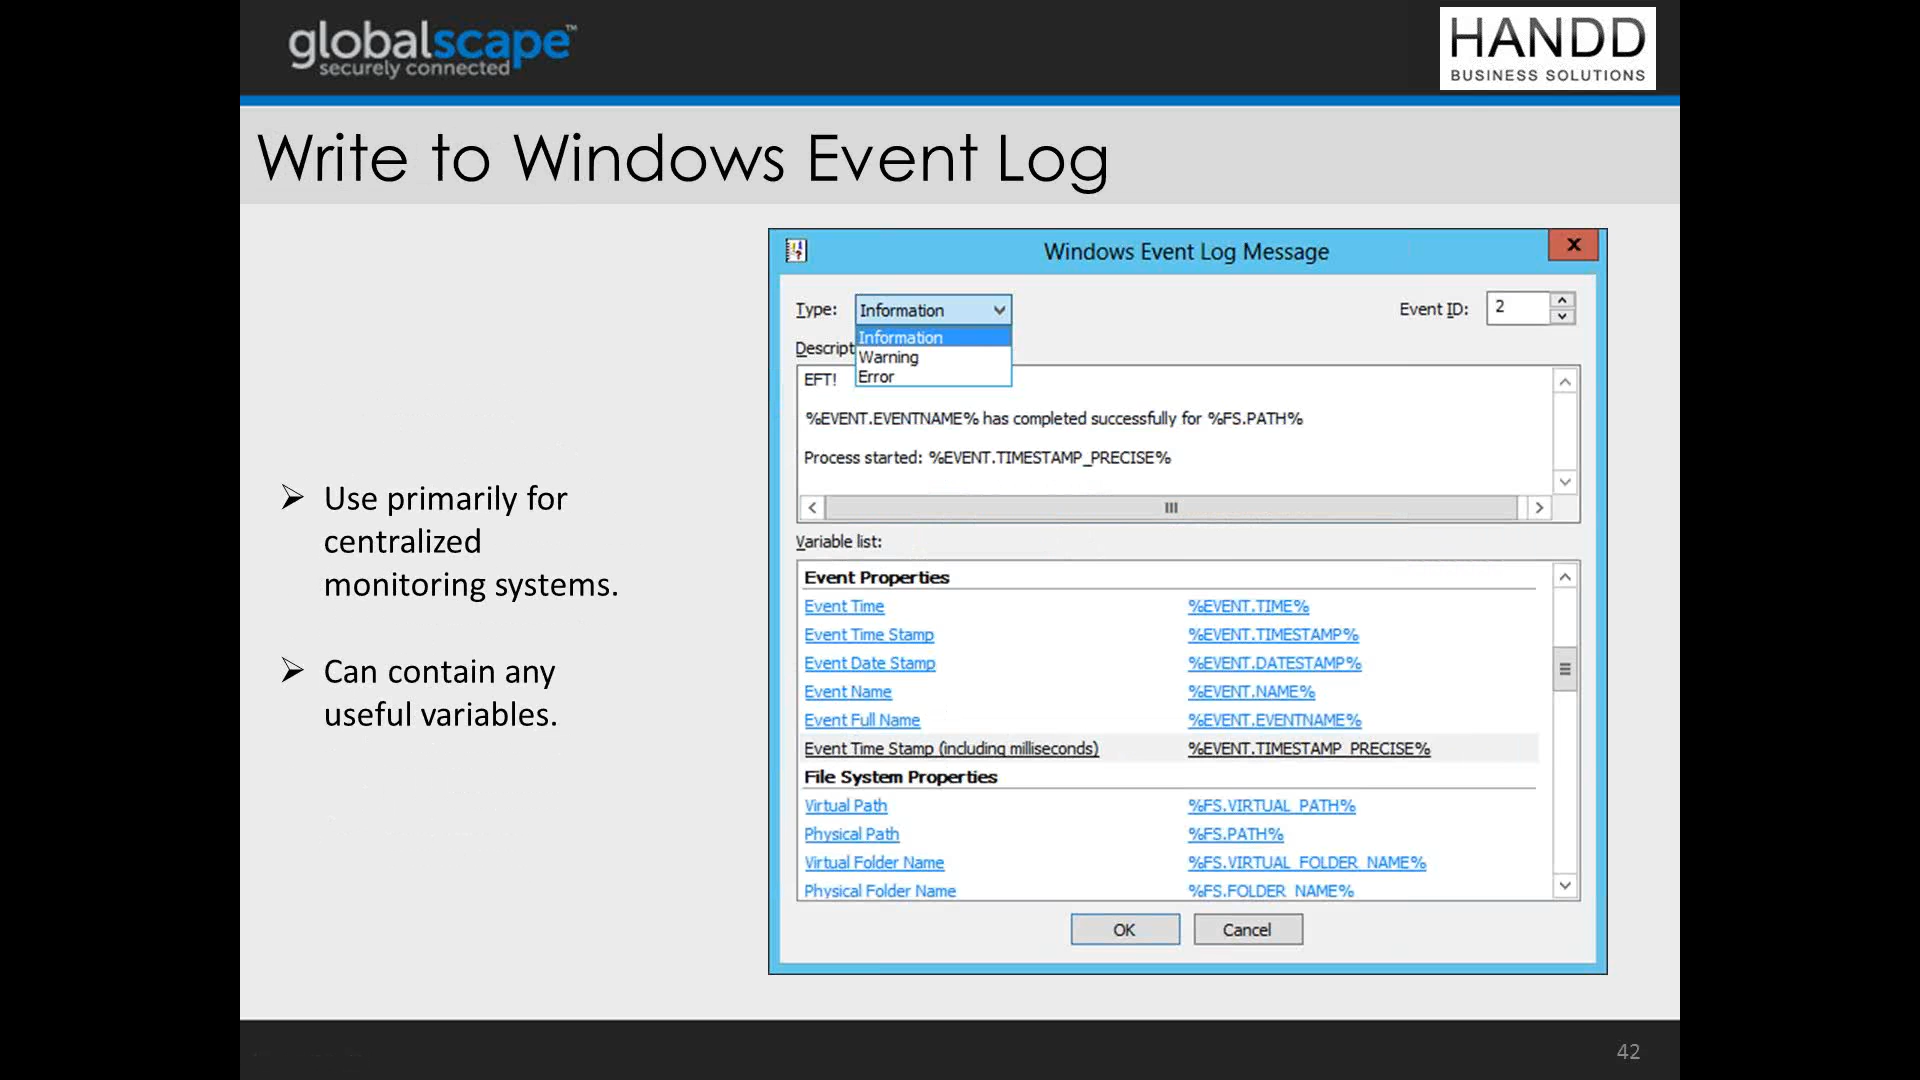 globalscape™
securely connected
HANDD
BUSINESS SOLUTIONS
Write to Windows Event Log
➢ Use primarily for
centralized
monitoring systems.
➢ Can contain any
useful variables.
Windows Event Log Message
x
Type: Information
Event ID: 2
Information
Warning
Error
Descript
EFT!
%EVENT.EVENTNAME% has completed successfully for %FS.PATH%
Process started: %EVENT.TIMESTAMP_PRECISE%
Variable list:
Event Properties
Event Time %EVENT.TIME%
Event Time Stamp %EVENT.TIMESTAMP%
Event Date Stamp %EVENT.DATESTAMP%
Event Name %EVENT.NAME%
Event Full Name %EVENT.EVENTNAME%
Event Time Stamp (including milliseconds) %EVENT.TIMESTAMP_PRECISE%
File System Properties
Virtual Path %FS.VIRTUAL_PATH%
Physical Path %FS.PATH%
Virtual Folder Name %FS.VIRTUAL_FOLDER_NAME%
Physical Folder Name %FS.FOLDER_NAME%
OK Cancel
42